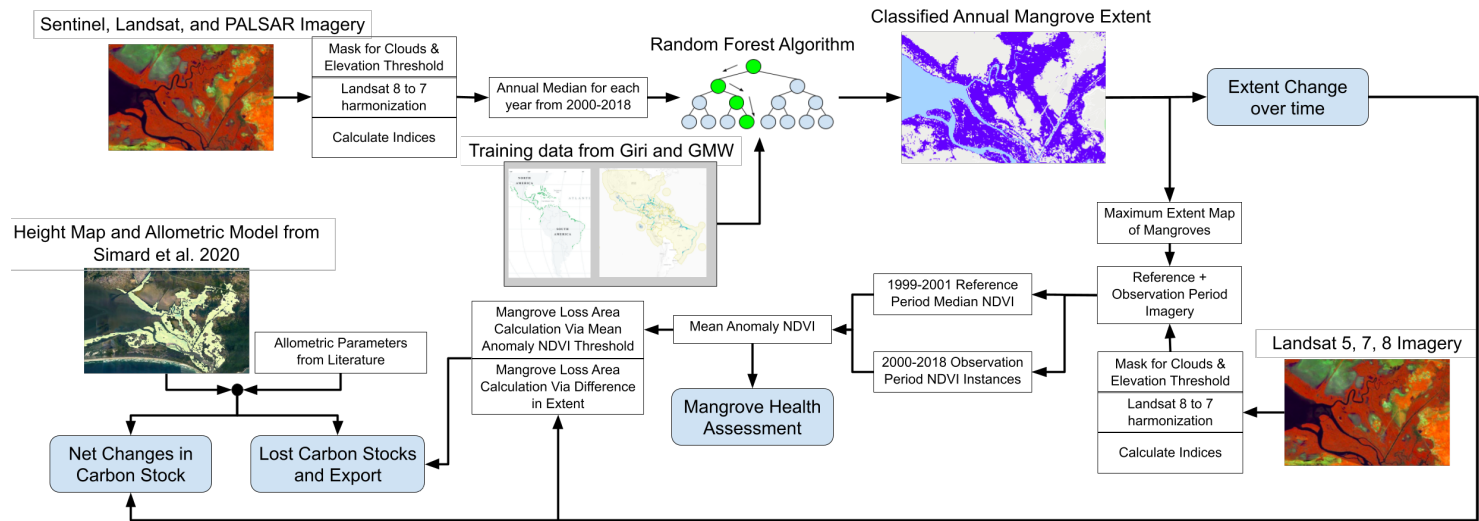 Sentinel, Landsat, and PALSAR Imagery
Mask for Clouds &
Elevation Threshold
Landsat 8 to 7
harmonization
Calculate Indices
Annual Median for each
year from 2000-2018
Random Forest Algorithm
Training data from Giri and GMW
NORTH
AMERICA
SOUTH
AMERICA
Classified Annual Mangrove Extent
Extent Change
over time
Maximum Extent Map
of Mangroves
Reference +
Observation Period
Imagery
Landsat 5, 7, 8 Imagery
Mask for Clouds &
Elevation Threshold
Landsat 8 to 7
harmonization
Calculate Indices
1999-2001 Reference
Period Median NDVI
2000-2018 Observation
Period NDVI Instances
Mean Anomaly NDVI
Mangrove Health
Assessment
Mangrove Loss Area
Calculation Via Mean
Anomaly NDVI Threshold
Mangrove Loss Area
Calculation Via Difference
in Extent
Height Map and Allometric Model from
Simard et al. 2020
Allometric Parameters
from Literature
Net Changes in
Carbon Stock
Lost Carbon Stocks
and Export